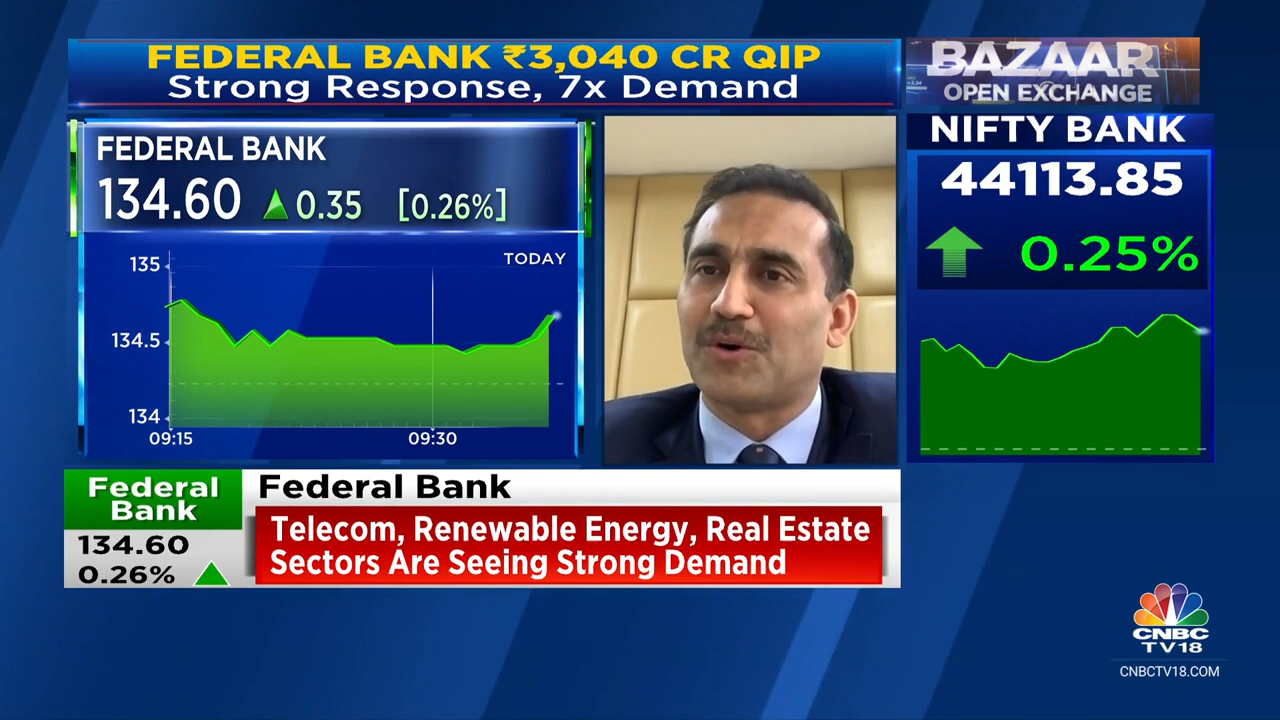 FEDERAL BANK ₹3,040 CR QIP
Strong Response, 7x Demand
BAZAAR
OPEN EXCHANGE
FEDERAL BANK
134.60 ▲ 0.35 [0.26%]
TODAY
135
134.5
134
09:15 09:30
NIFTY BANK
44113.85
0.25%
Federal
Bank
134.60
0.26% ▲
Federal Bank
Telecom, Renewable Energy, Real Estate
Sectors Are Seeing Strong Demand
CNBC
TV18
CNBCTV18.COM